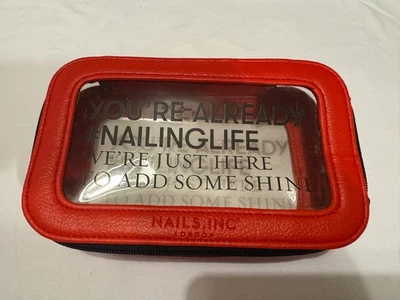 YOU'RE ALREADY
#NAILINGLIFE
WE'RE JUST HERE
TO ADD SOME SHINE
NAILS.INC
LONDON